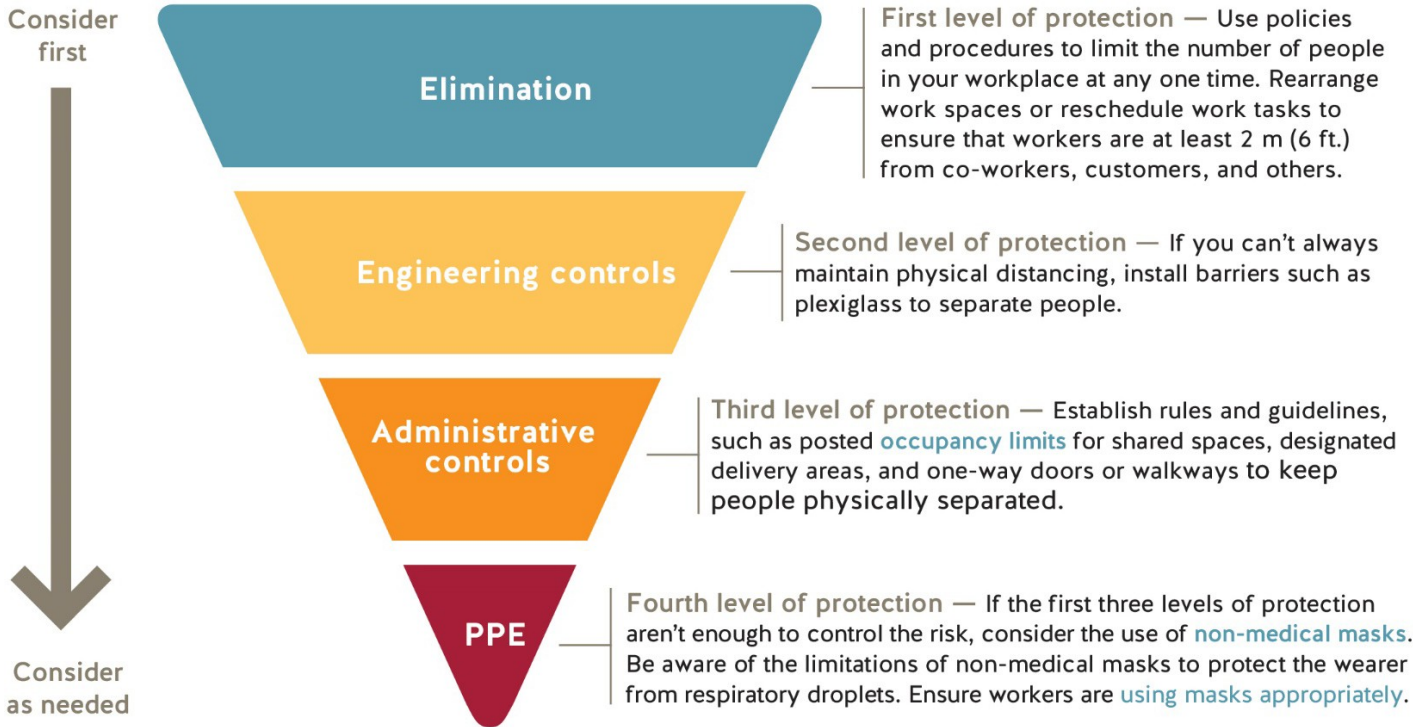 Consider
first
Elimination
First level of protection — Use policies
and procedures to limit the number of people
in your workplace at any one time. Rearrange
work spaces or reschedule work tasks to
ensure that workers are at least 2 m (6 ft.)
from co-workers, customers, and others.
Engineering controls
Second level of protection — If you can’t always
maintain physical distancing, install barriers such as
plexiglass to separate people.
Administrative
controls
Third level of protection — Establish rules and guidelines,
such as posted occupancy limits for shared spaces, designated
delivery areas, and one-way doors or walkways to keep
people physically separated.
PPE
Fourth level of protection — If the first three levels of protection
aren’t enough to control the risk, consider the use of non-medical masks.
Be aware of the limitations of non-medical masks to protect the wearer
from respiratory droplets. Ensure workers are using masks appropriately.
Consider
as needed